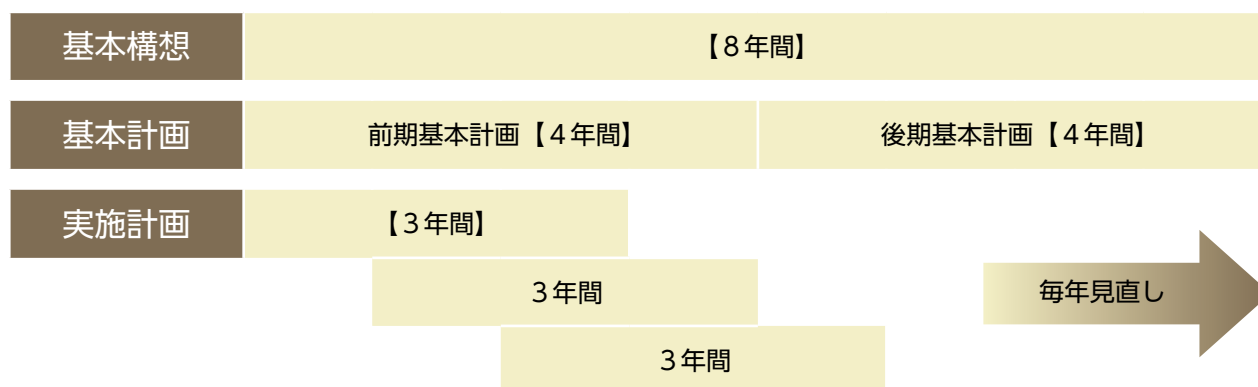 基本構想
【８年間】
基本計画
前期基本計画【４年間】
後期基本計画【４年間】
実施計画
【３年間】
３年間
毎年見直し
３年間